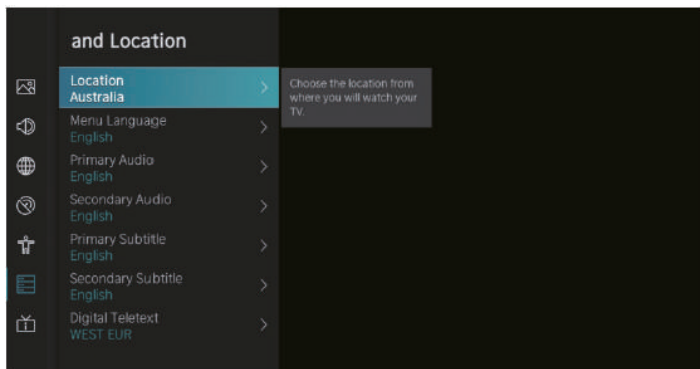 and Location
Location
Australia
Choose the location from
where you will watch your
TV.
Menu Language
English
Primary Audio
English
Secondary Audio
English
Primary Subtitle
English
Secondary Subtitle
English
Digital Teletext
WEST EUR